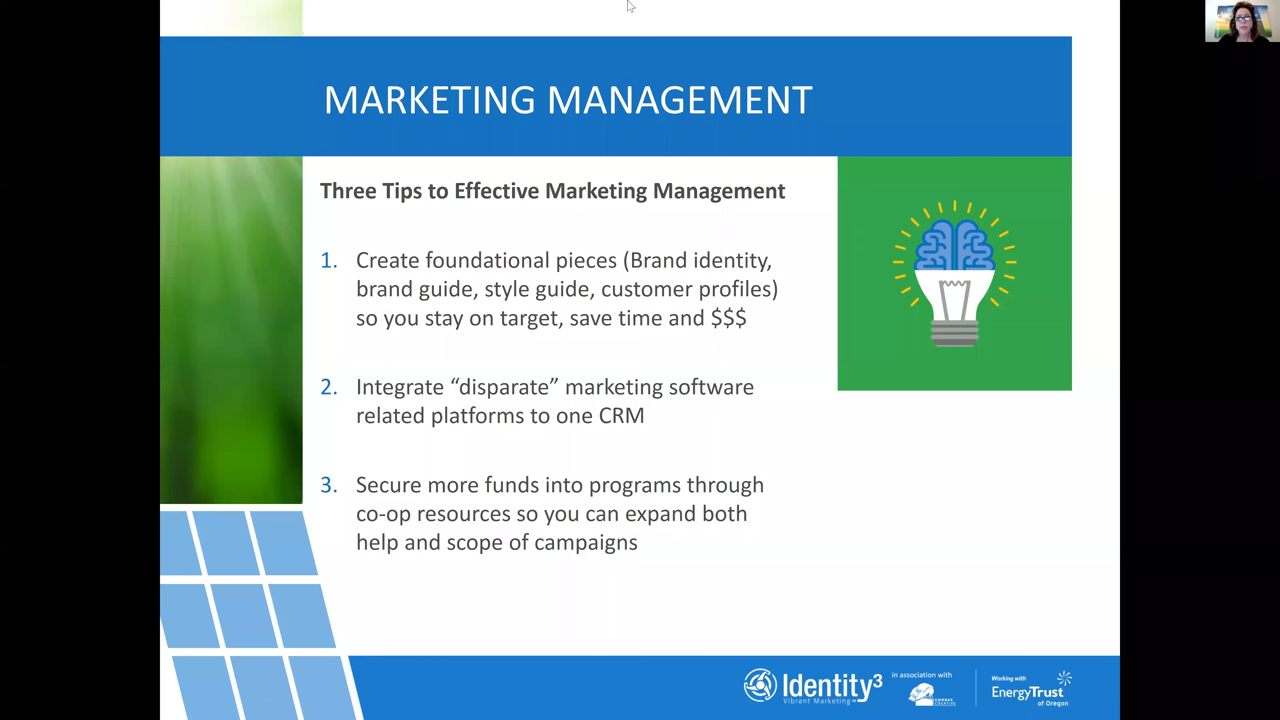 MARKETING MANAGEMENT
Three Tips to Effective Marketing Management
1. Create foundational pieces (Brand identity,
brand guide, style guide, customer profiles)
so you stay on target, save time and $$$
2. Integrate “disparate” marketing software
related platforms to one CRM
3. Secure more funds into programs through
co-op resources so you can expand both
help and scope of campaigns
Identity3
Vibrant Marketing
in association with
Working with
EnergyTrust
of Oregon